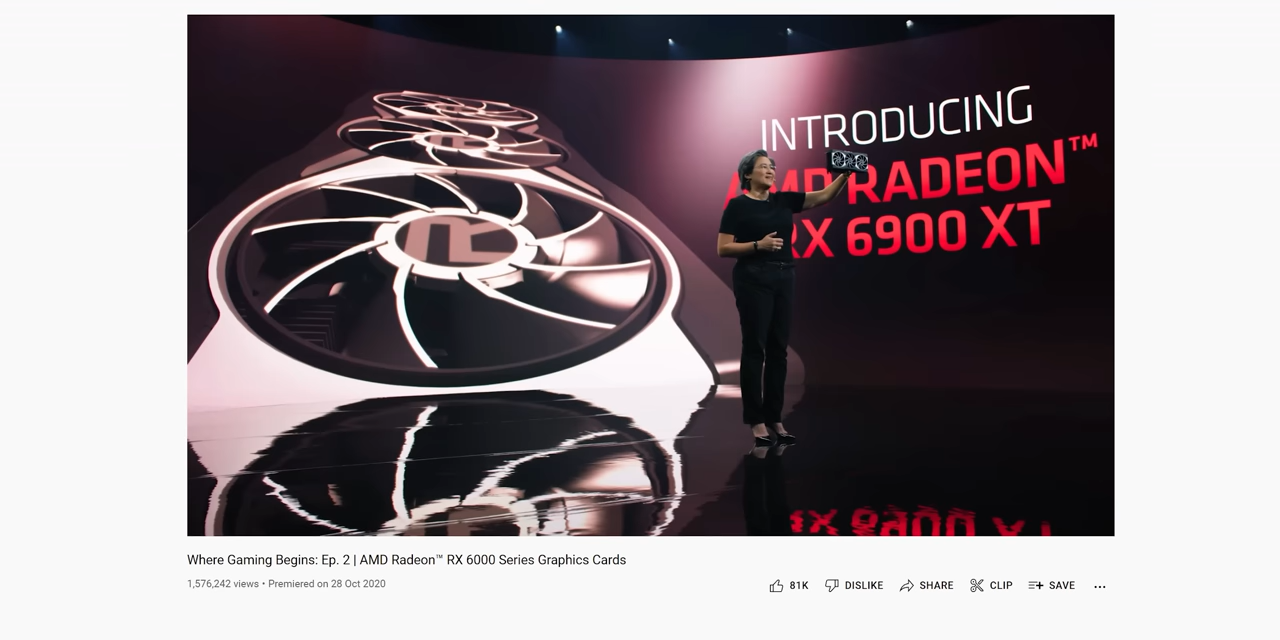 INTRODUCING
AMD RADEON™
RX 6900 XT
Where Gaming Begins: Ep. 2 | AMD Radeon™ RX 6000 Series Graphics Cards
1,576,242 views • Premiered on 28 Oct 2020
81K DISLIKE SHARE CLIP SAVE ...